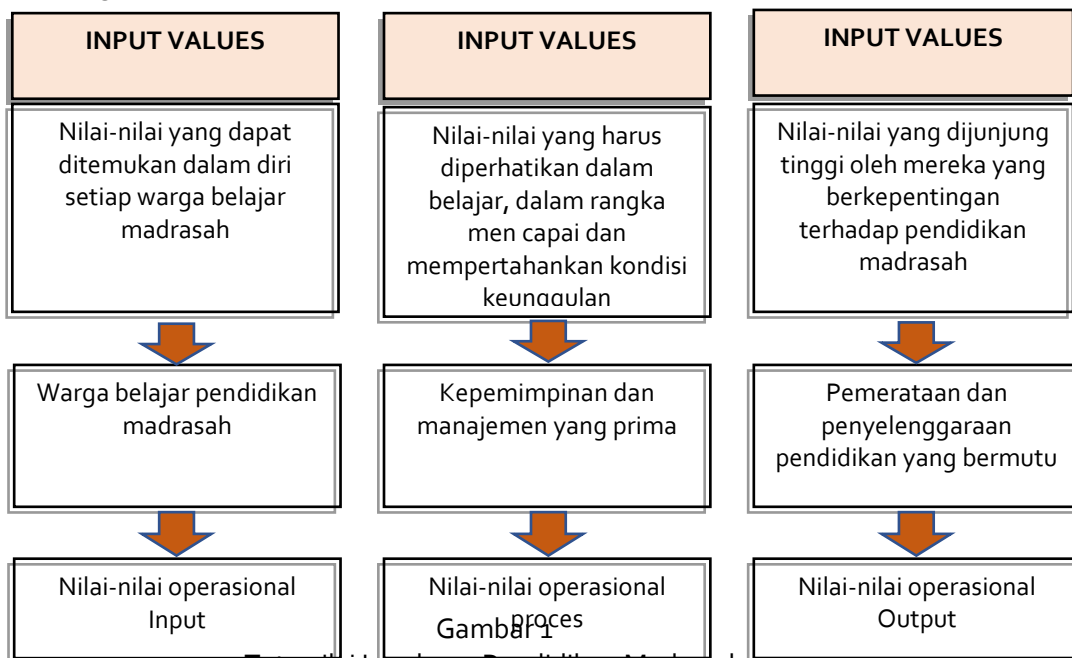 INPUT VALUES
Nilai-nilai yang dapat
ditemukan dalam diri
setiap warga belajar
madrasah
Warga belajar pendidikan
madrasah
Nilai-nilai operasional
Input
INPUT VALUES
Nilai-nilai yang harus
diperhatikan dalam
belajar, dalam rangka
men capai dan
mempertahankan kondisi
keunggulan
Kepemimpinan dan
manajemen yang prima
Nilai-nilai operasional
proces
INPUT VALUES
Nilai-nilai yang dijunjung
tinggi oleh mereka yang
berkepentingan
terhadap pendidikan
madrasah
Pemerataan dan
penyelenggaraan
pendidikan yang bermutu
Nilai-nilai operasional
Output
Gambar 1